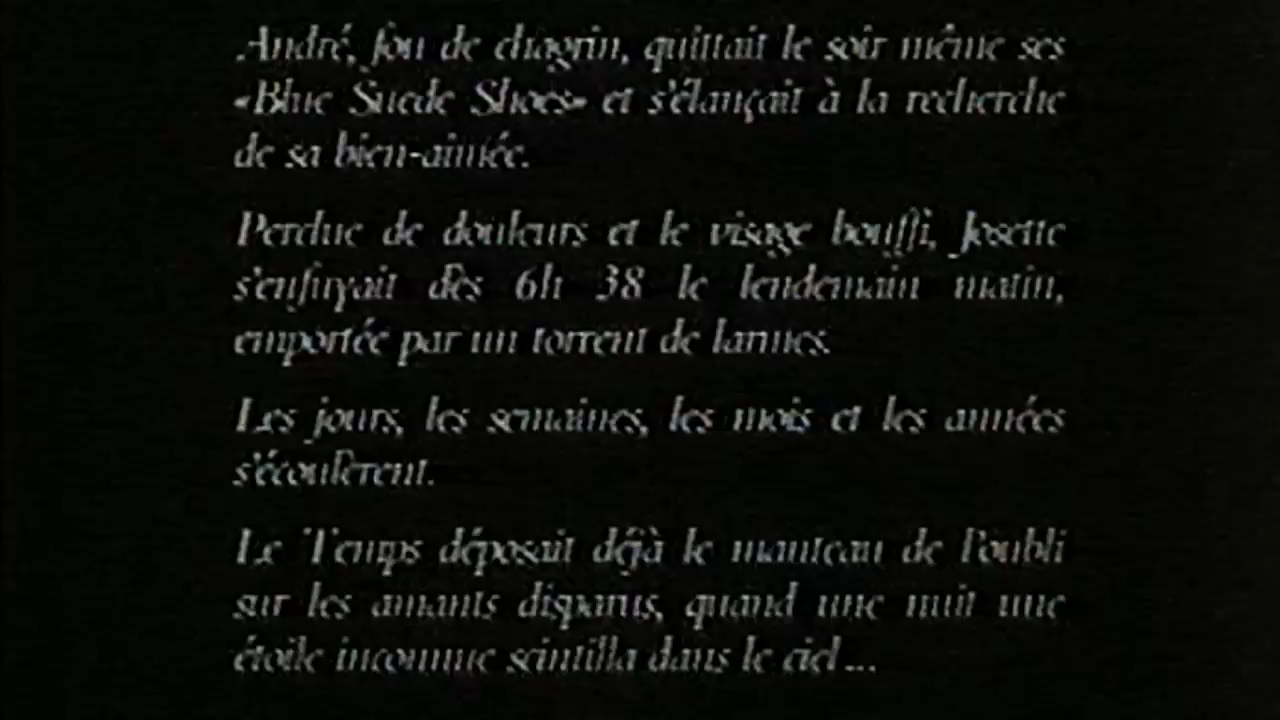 André, fou de chagrin, quittait le soir même ses
«Blue Suede Shoes» et s'élançait à la recherche
de sa bien-aimée.
Perdue de douleurs et le visage bouffi, Josette
s'enfuyait dès 6h 38 le lendemain matin,
emportée par un torrent de larmes.
Les jours, les semaines, les mois et les années
s'écoulèrent.
Le Temps déposait déjà le manteau de l'oubli
sur les amants disparus, quand une nuit une
étoile inconnue scintilla dans le ciel...